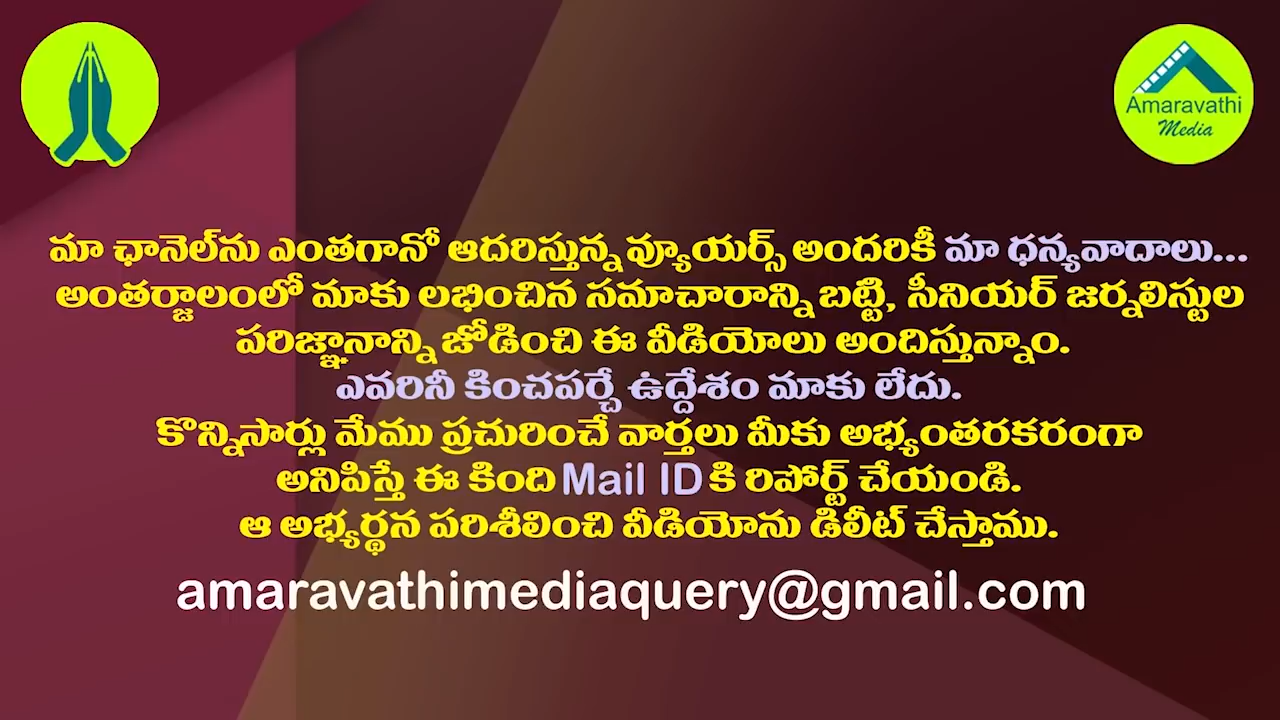 Amaravathi
Media
మా ఛానెల్‌ను ఎంతగానో ఆదరిస్తున్న వ్యూయర్స్ అందరికీ మా ధన్యవాదాలు...
అంతర్జాలంలో మాకు లభించిన సమాచారాన్ని బట్టి, సీనియర్ జర్నలిస్టుల
పరిజ్ఞానాన్ని జోడించి ఈ వీడియోలు అందిస్తున్నాం.
ఎవరినీ కించపర్చే ఉద్దేశం మాకు లేదు.
కొన్నిసార్లు మేము ప్రచురించే వార్తలు మీకు అభ్యంతరకరంగా
అనిపిస్తే ఈ కింది Mail ID కి రిపోర్ట్ చేయండి.
ఆ అభ్యర్థన పరిశీలించి వీడియోను డిలీట్ చేస్తాము.
amaravathimediaquery@gmail.com